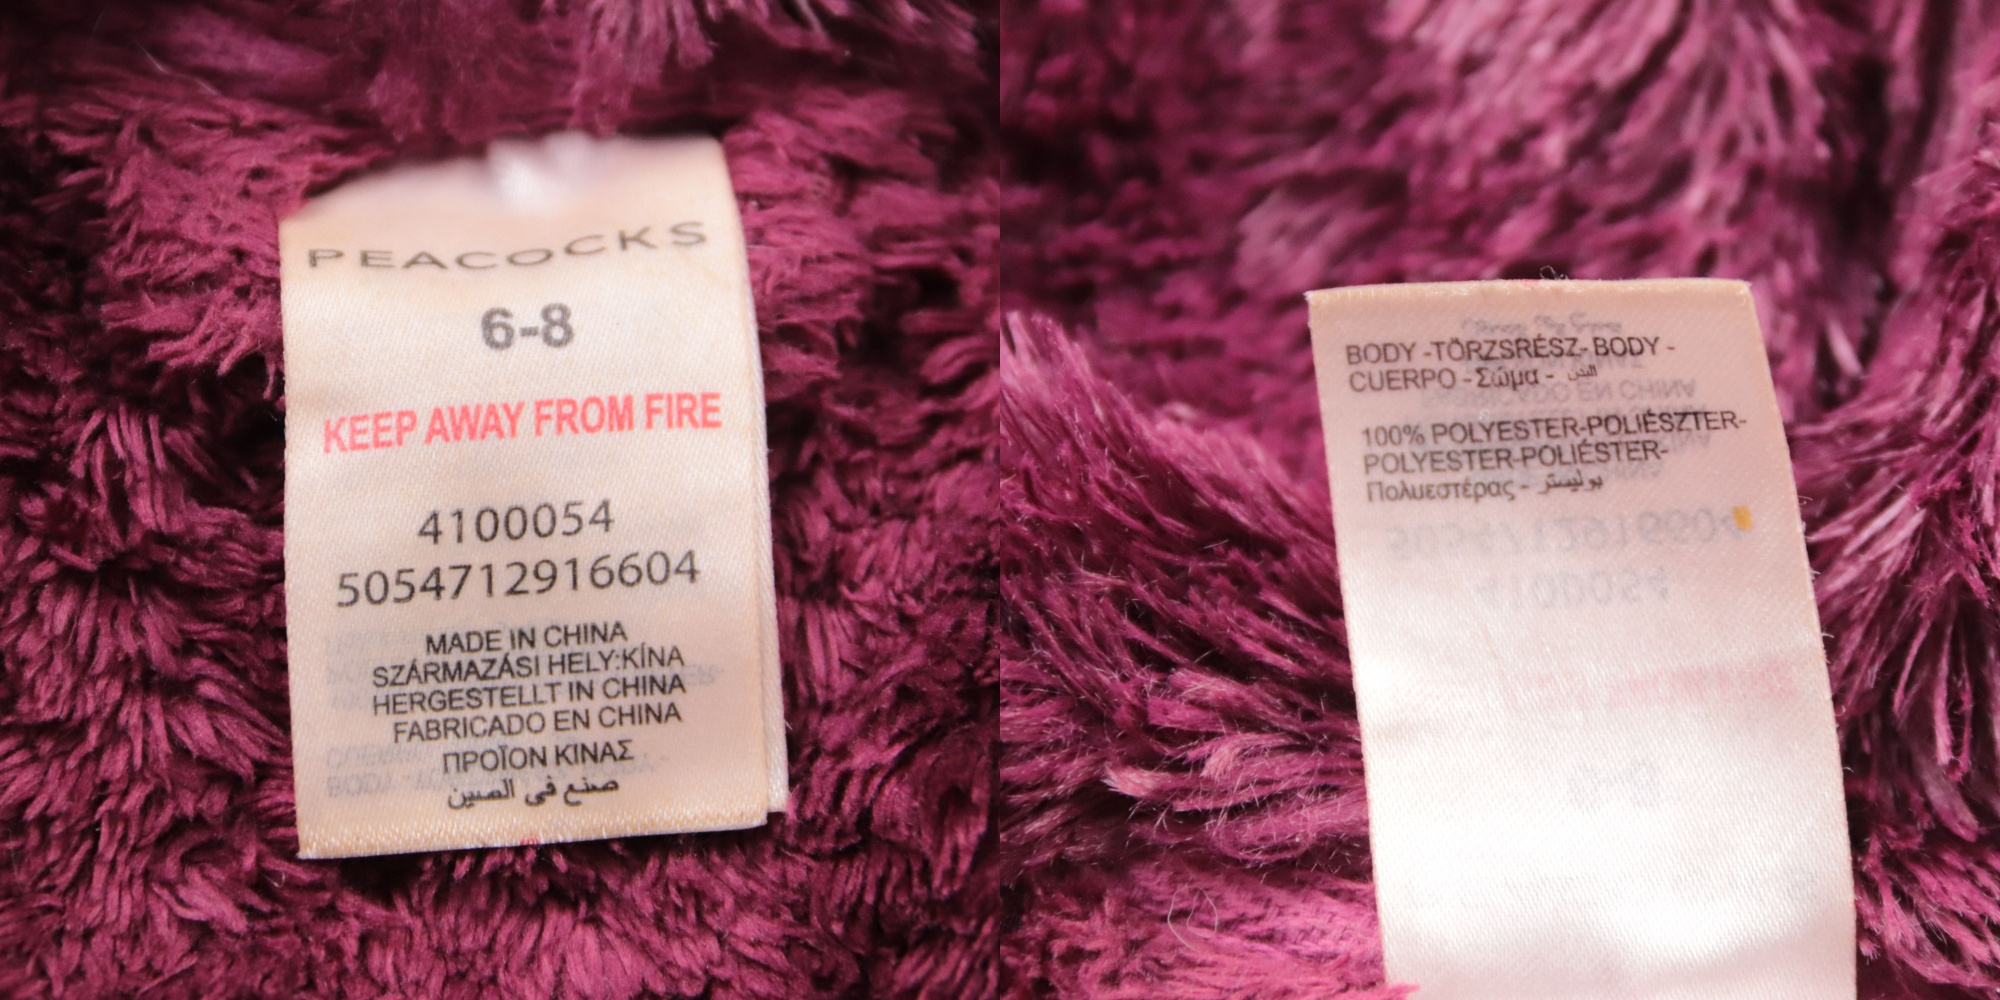 PEACOCKS
6-8
KEEP AWAY FROM FIRE
4100054
5054712916604
MADE IN CHINA
SZÁRMAZÁSI HELY:KÍNA
HERGESTELLT IN CHINA
FABRICADO EN CHINA
ΠΡΟΪΟΝ ΚΙΝΑΣ
صنع في الصين
BODY -TÖRZSRÉSZ- BODY -
CUERPO - Σώμα - البدن
100% POLYESTER-POLIÉSZTER-
POLYESTER-POLIÉSTER-
Πολυεστέρας - بوليستر